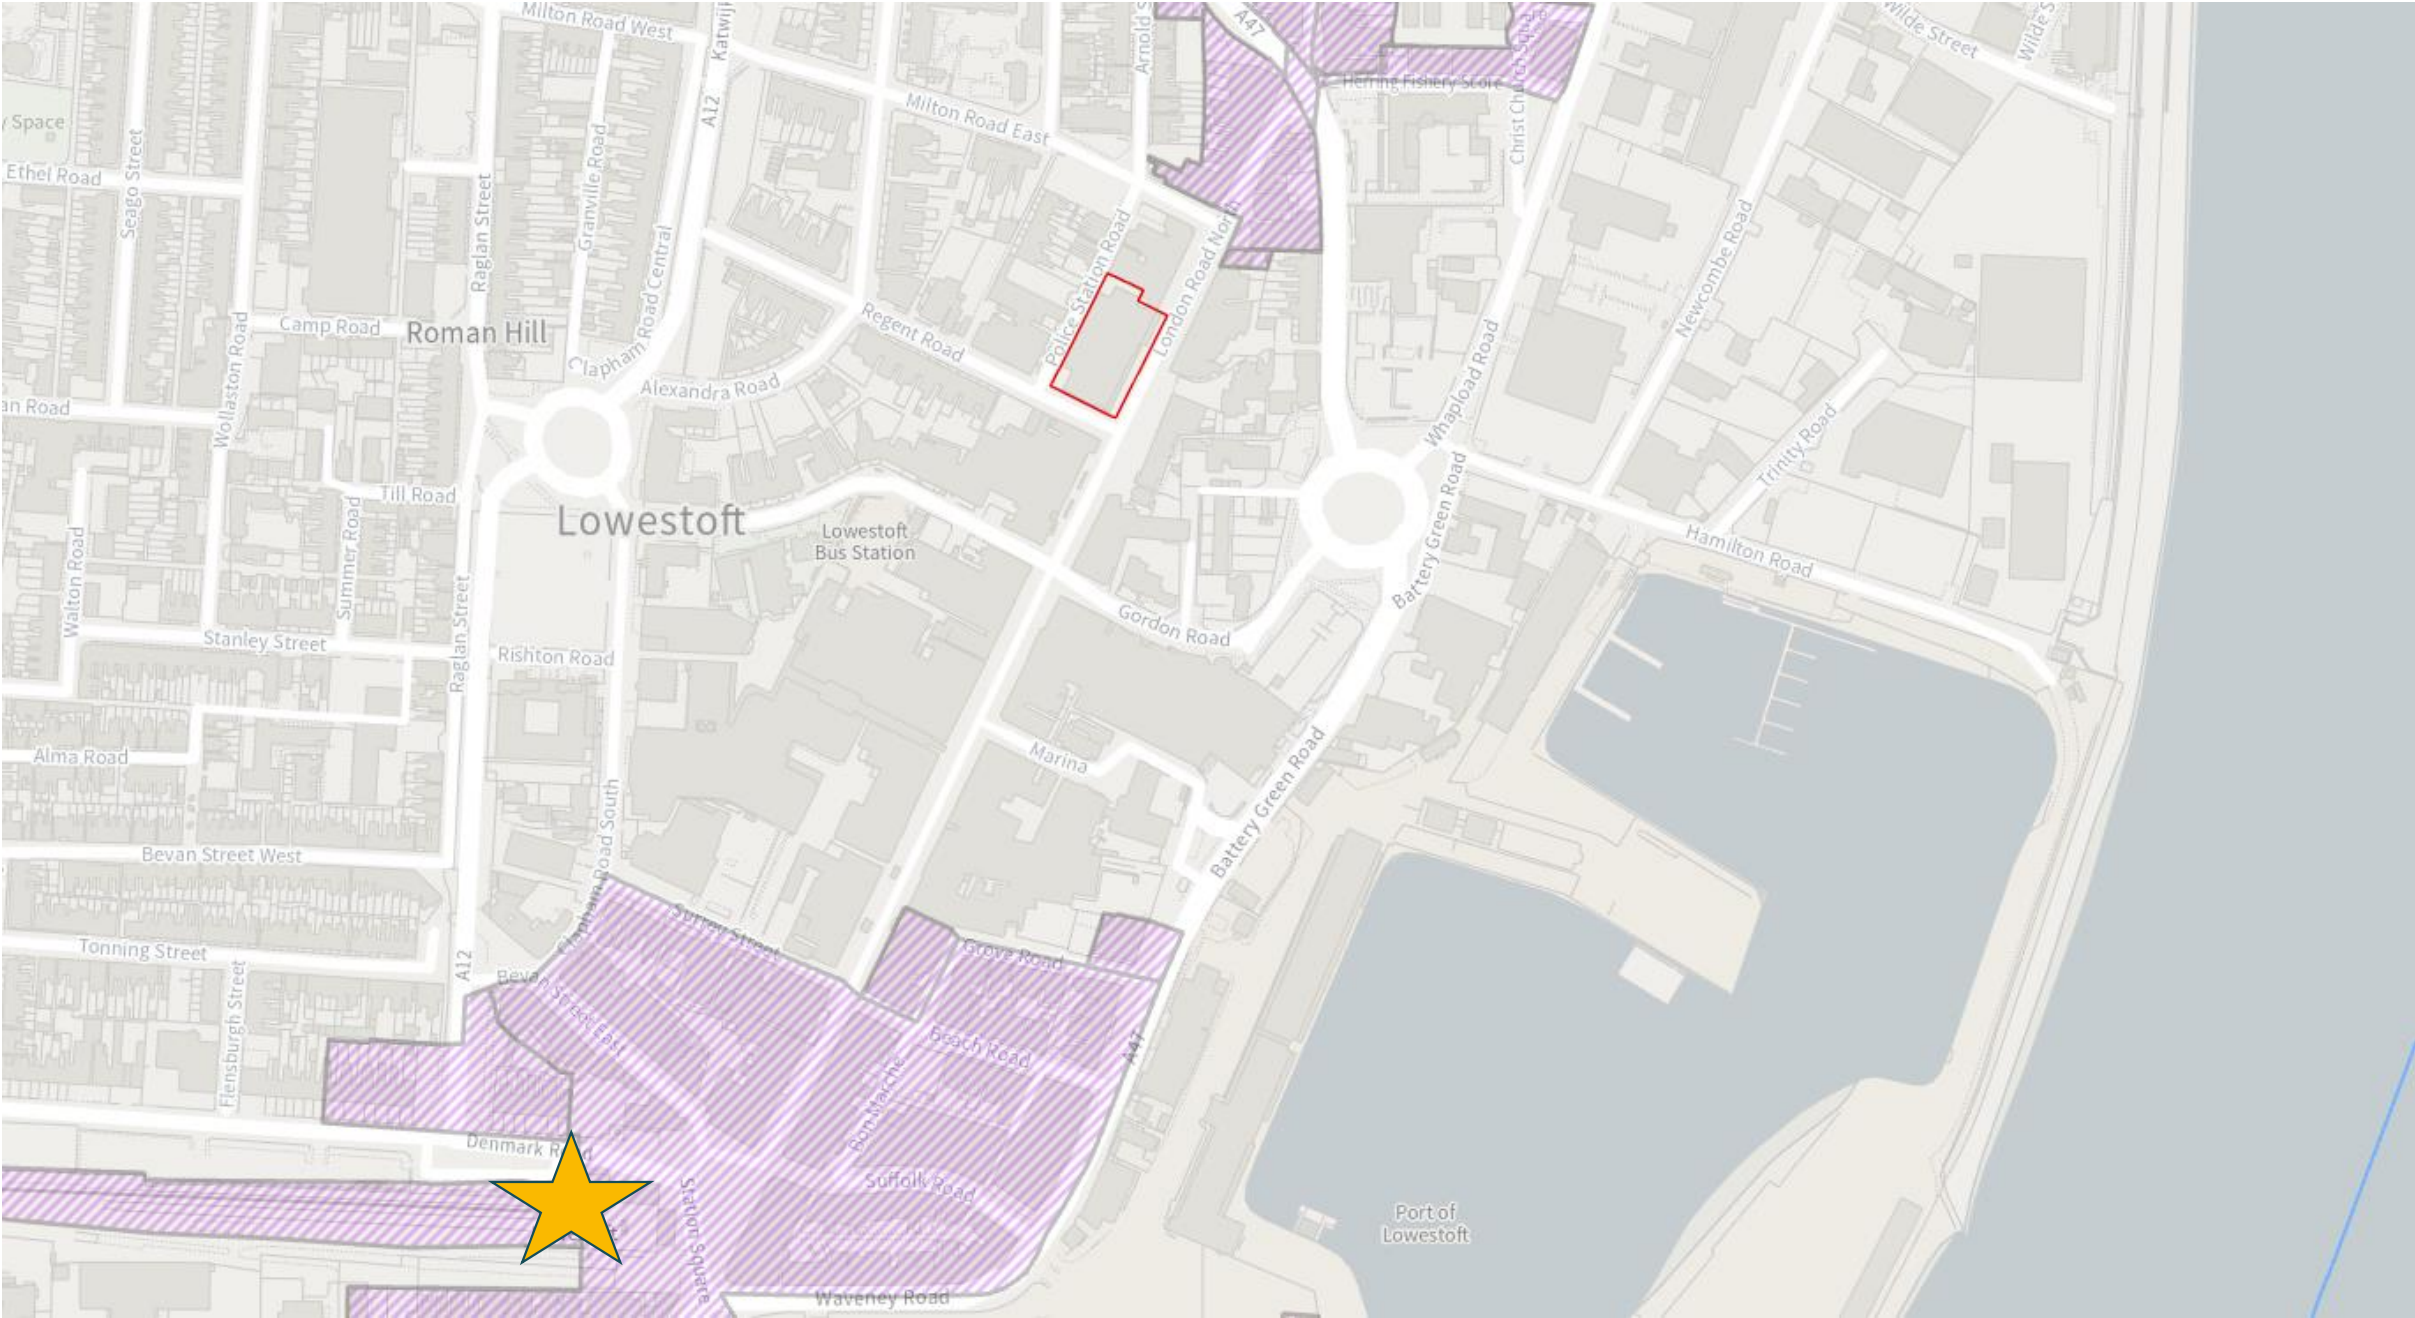 Milton Road West
Katwijk
A47
Arnold S
Christ Church Square
Wilde Street
Wilde S
A12
Herring Fishery Score
Milton Road East
y Space
Ethel Road
Seago Street
Granville Road
Raglan Street
Police Station Road
London Road North
Newcombe Road
Clapham Road Central
Camp Road
Roman Hill
Regent Road
Wollaston Road
Alexandra Road
Whapload Road
an Road
Trinity Road
Till Road
Lowestoft
Lowestoft
Bus Station
Summer Road
Walton Road
Battery Green Road
Hamilton Road
Gordon Road
Stanley Street
Raglan Street
Rishton Road
Alma Road
Marina
Battery Green Road
Clapham Road South
Bevan Street West
Surrey Street
Grove Road
Tonning Street
A12
Bevan Street East
Flensburgh Street
Beach Road
A47
Bon Marche
Denmark R
d
Suffolk Road
Station Square
Port of
Lowestoft
Waveney Road